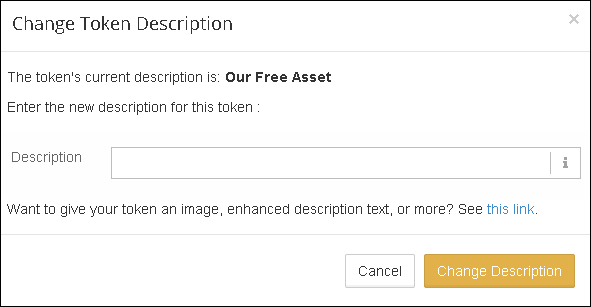 Change Token Description
×
The token's current description is: Our Free Asset
Enter the new description for this token :
Description
i
Want to give your token an image, enhanced description text, or more? See this link.
Cancel
Change Description